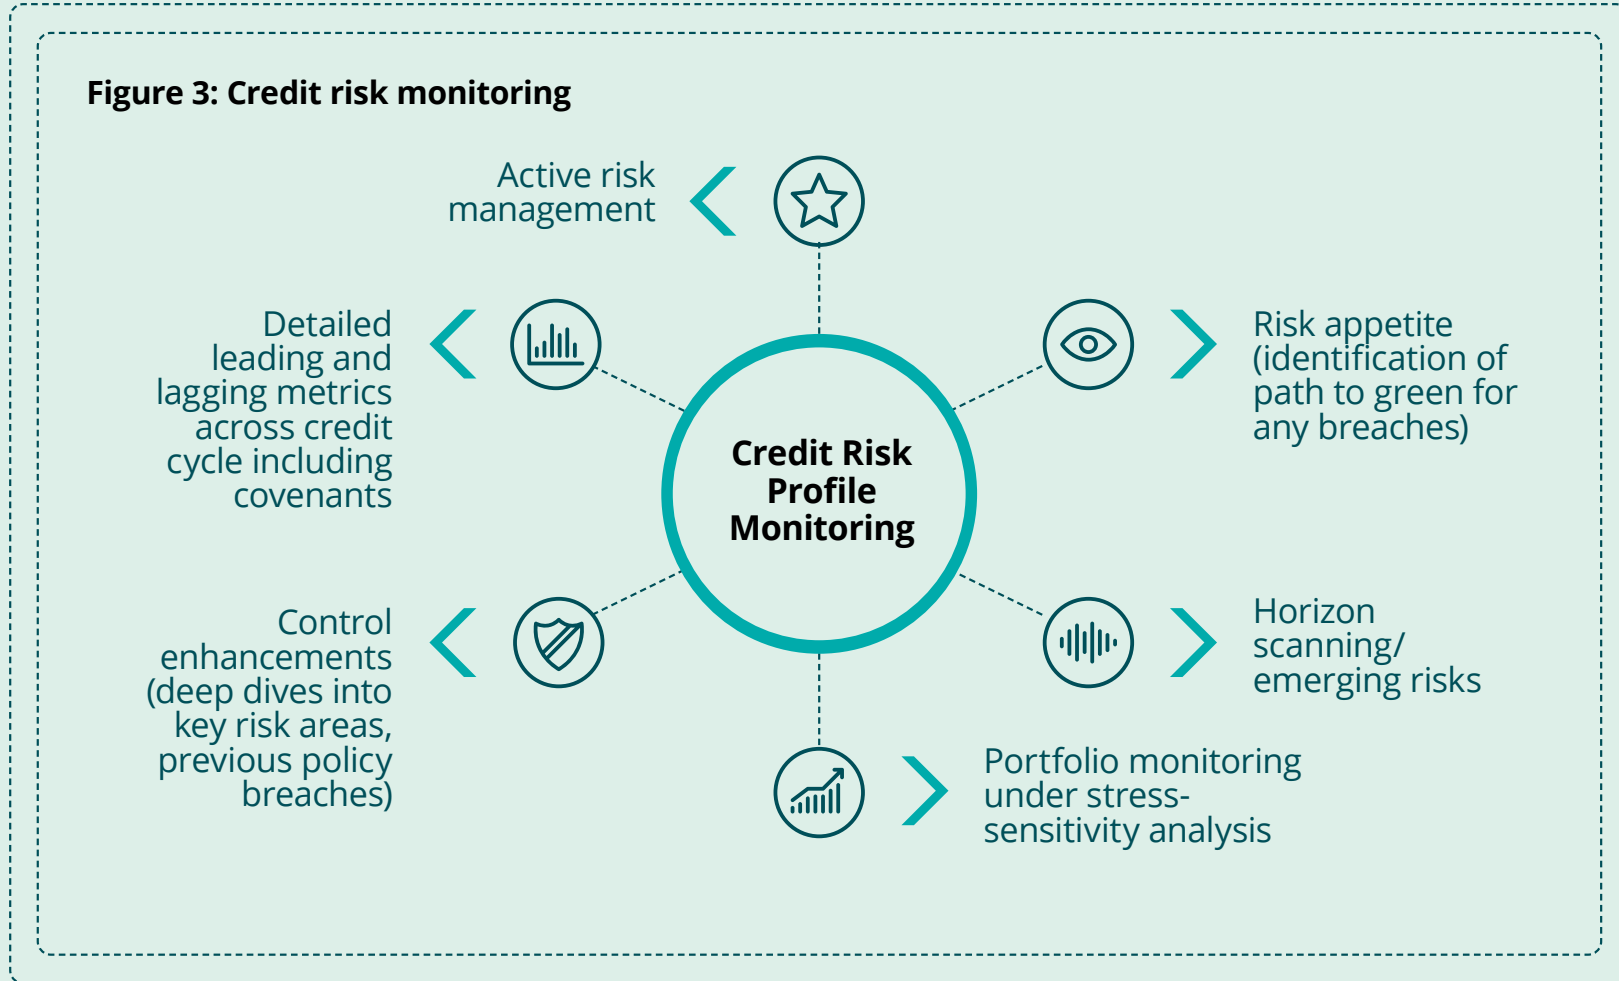 Figure 3: Credit risk monitoring
Active risk
management
Detailed
leading and
lagging metrics
across credit
cycle including
covenants
Risk appetite
(identification of
path to green for
any breaches)
Credit Risk
Profile
Monitoring
Control
enhancements
(deep dives into
key risk areas,
previous policy
breaches)
Horizon
scanning/
emerging risks
Portfolio monitoring
under stress-
sensitivity analysis